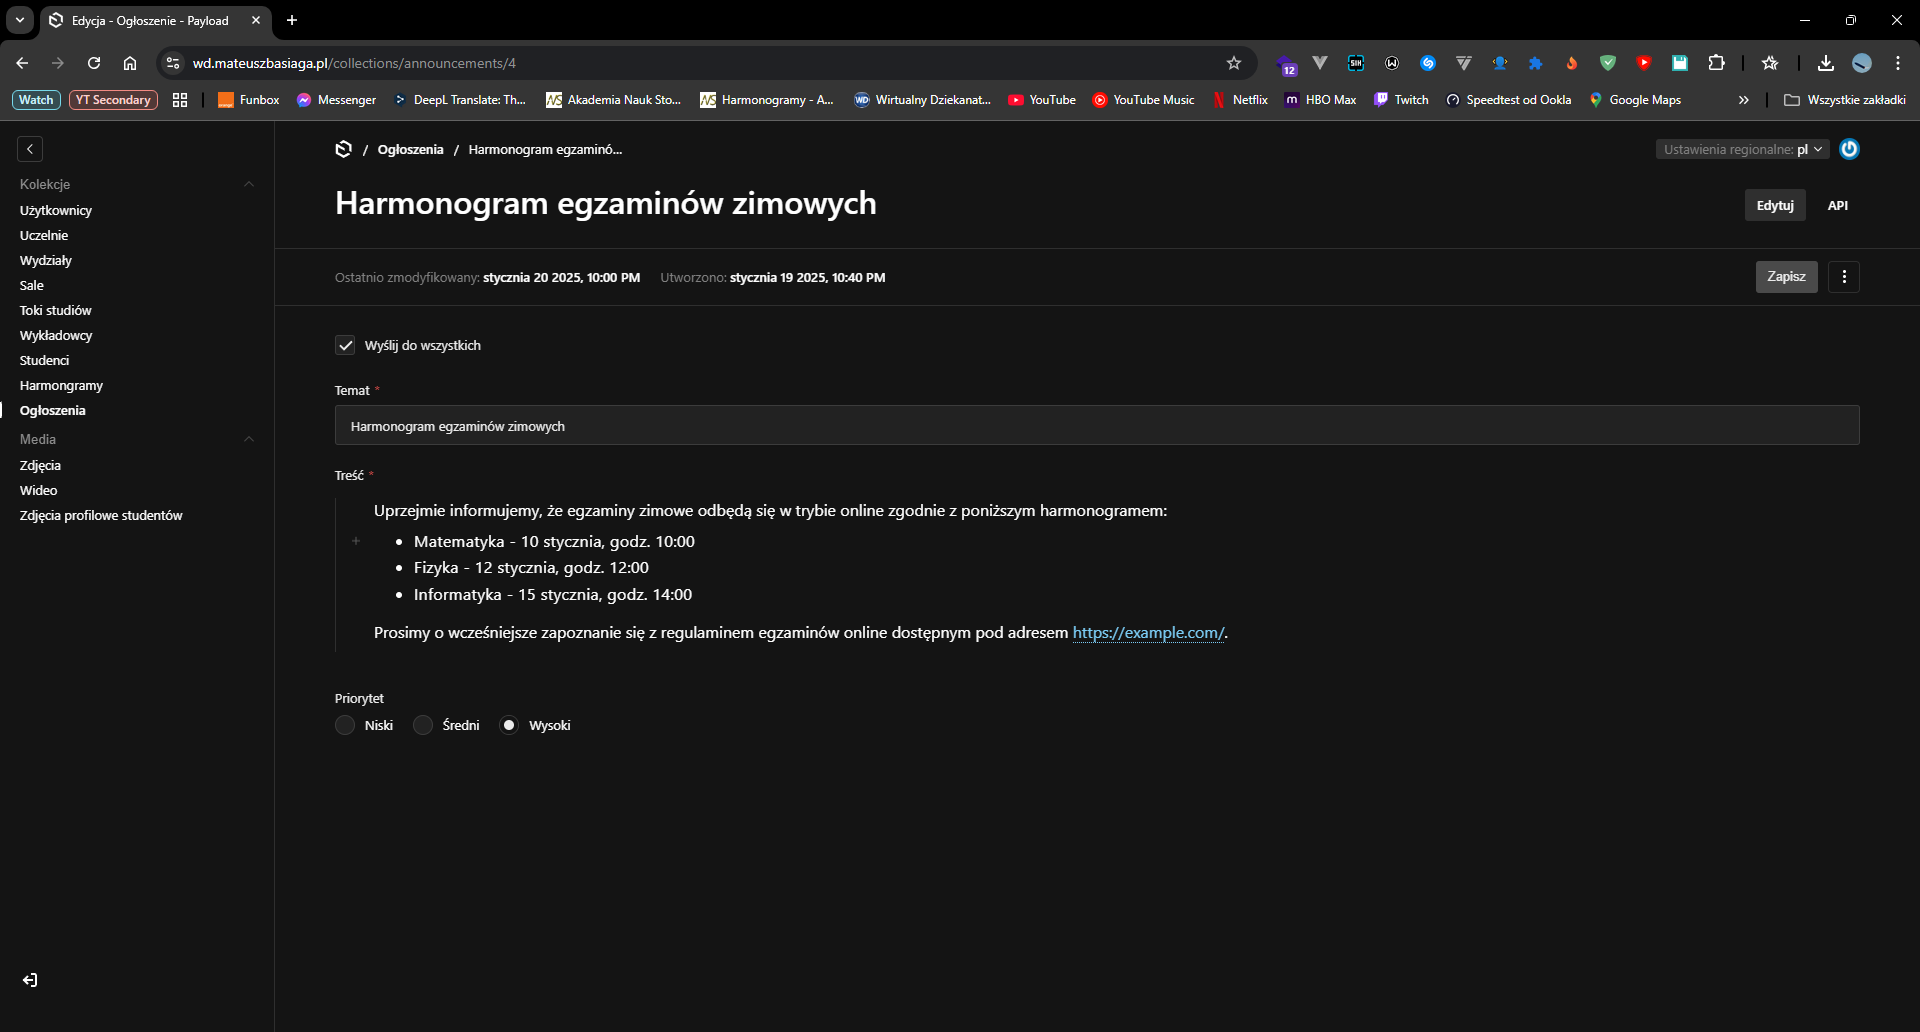 Edycja - Ogłoszenie - Payload
wd.mateuszbasiaga.pl/collections/announcements/4
12
SIH
Watch
YT Secondary
Funbox
Messenger
DeepL Translate: Th...
Akademia Nauk Sto...
Harmonogramy - A...
WD Wirtualny Dziekanat...
YouTube
YouTube Music
Netflix
m HBO Max
Twitch
Speedtest od Ookla
Google Maps
Wszystkie zakładki
/ Ogłoszenia / Harmonogram egzaminó...
Ustawienia regionalne: pl
Kolekcje
Użytkownicy
Uczelnie
Wydziały
Sale
Toki studiów
Wykładowcy
Studenci
Harmongramy
Ogłoszenia
Media
Zdjęcia
Wideo
Zdjęcia profilowe studentów
Harmonogram egzaminów zimowych
Edytuj
API
Ostatnio zmodyfikowany: stycznia 20 2025, 10:00 PM Utworzono: stycznia 19 2025, 10:40 PM
Zapisz
Wyślij do wszystkich
Temat *
Harmonogram egzaminów zimowych
Treść *
Uprzejmie informujemy, że egzaminy zimowe odbędą się w trybie online zgodnie z poniższym harmonogramem:
• Matematyka - 10 stycznia, godz. 10:00
• Fizyka - 12 stycznia, godz. 12:00
• Informatyka - 15 stycznia, godz. 14:00
Prosimy o wcześniejsze zapoznanie się z regulaminem egzaminów online dostępnym pod adresem https://example.com/.
Priorytet
Niski Średni Wysoki